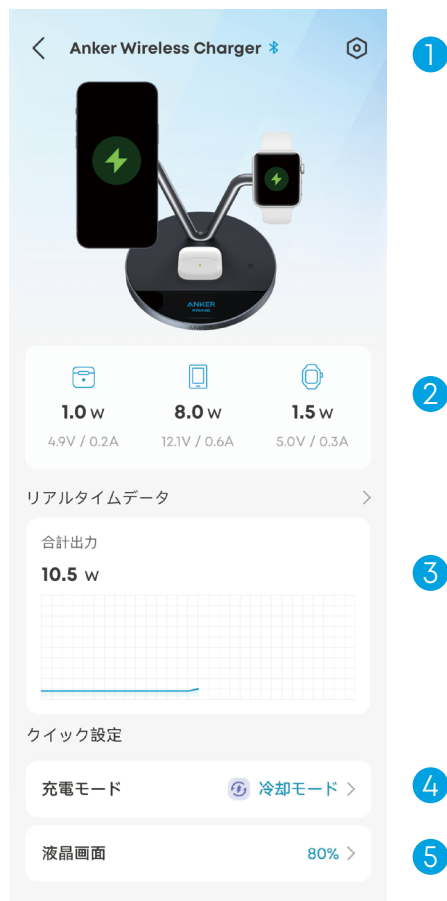 Anker Wireless Charger
1
ANKER
PRIME
1.0 W
8.0 W
1.5 W
4.9V / 0.2A
12.1V / 0.6A
5.0V / 0.3A
2
リアルタイムデータ
合計出力
10.5 W
3
クイック設定
充電モード
冷却モード
4
液晶画面
80%
5